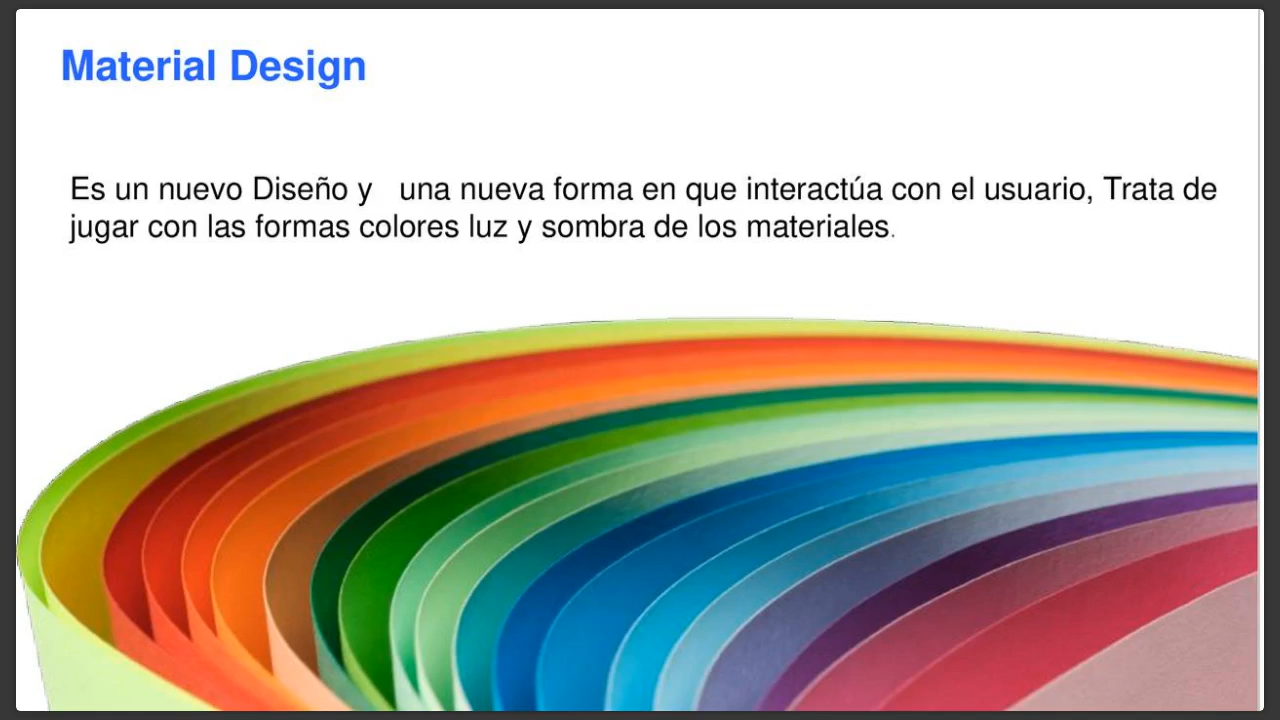 Material Design
Es un nuevo Diseño y una nueva forma en que interactúa con el usuario, Trata de
jugar con las formas colores luz y sombra de los materiales.